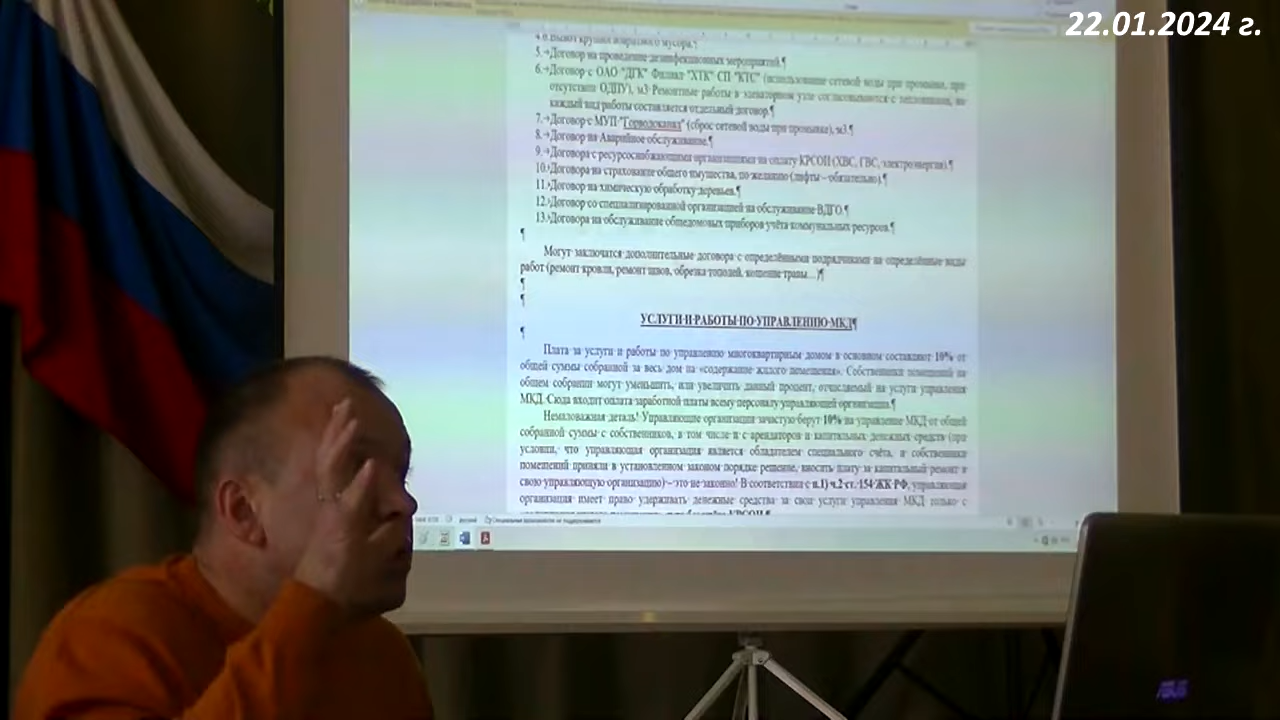 22.01.2024 г.
4.6.Вывоз крупногабаритного мусора.¶
5.→Договор на проведение дезинфекционных мероприятий.¶
6.→Договор с ОАО "ДГК" Филиал "ХТК" СП "КТС" (использование сетевой воды при промывке, при
отсутствии ОДПУ), м3 Ремонтные работы в элеваторном узле согласовываются с тепловиками, на
каждый вид работы составляется отдельный договор.¶
7.→Договор с МУП "Горводоканал" (сброс сетевой воды при промывке), м3.¶
8.→Договор на Аварийное обслуживание.¶
9.→Договора с ресурсоснабжающими организациями на оплату КРСОИ (ХВС, ГВС, электроэнергия).¶
10.Договора на страхование общего имущества, по желанию (лифты – обязательно).¶
11.Договор на химическую обработку деревьев.¶
12.Договор со специализированной организацией на обслуживание ВДГО.¶
13.Договора на обслуживание общедомовых приборов учёта коммунальных ресурсов.¶
¶
Могут заключатся дополнительные договора с определёнными подрядчиками на определённые виды
работ (ремонт кровли, ремонт швов, обрезка тополей, кошение травы...)¶
¶
¶
УСЛУГИ И РАБОТЫ ПО УПРАВЛЕНИЮ МКД¶
¶
Плата за услуги и работы по управлению многоквартирным домом в основном составляют 10% от
общей суммы собранной за весь дом по «содержание жилого помещения». Собственники помещений на
общем собрании могут уменьшить, или увеличить данный процент, отчисляемый на услуги управления
МКД. Сюда входит оплата заработной платы всему персоналу управляющей организации.¶
Немаловажная деталь! Управляющие организации зачастую берут 10% на управление МКД от общей
собранной суммы с собственников, в том числе и с арендаторов и капитальных денежных средств (при
условии, что управляющая организация является обладателем специального счёта, и собственники
помещений приняли в установленном законом порядке решение, вносить плату за капитальный ремонт в
свою управляющую организацию) – это не законно! В соответствии с п.1) ч.2 ст. 154 ЖК РФ, управляющая
организация имеет право удерживать денежные средства за свои услуги управления МКД только с
КРСОИ.¶
ASUS